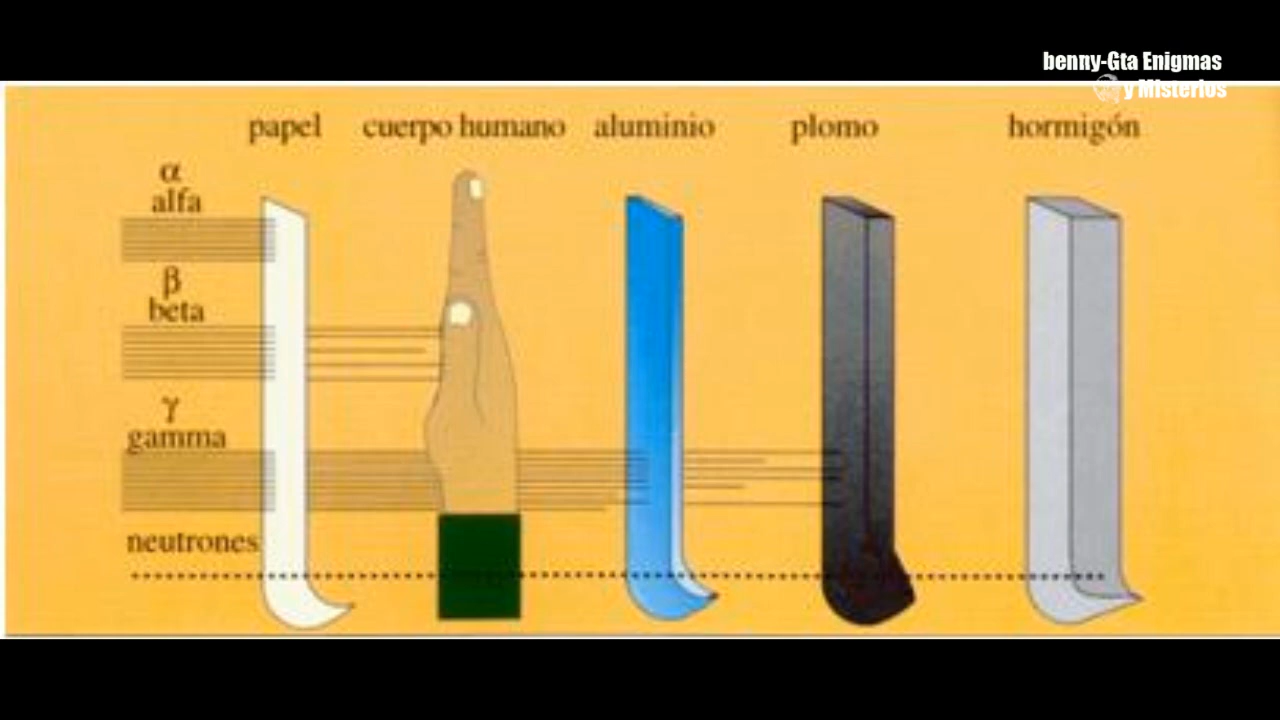 benny-Gta Enigmas
y Misterios
papel cuerpo humano aluminio plomo hormigón
α
alfa
β
beta
γ
gamma
neutrones